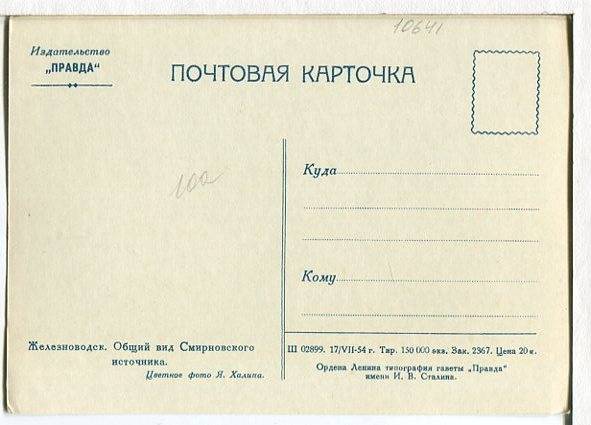 10641
Издательство
„ПРАВДА“
ПОЧТОВАЯ КАРТОЧКА
Куда
Кому
Железноводск. Общий вид Смирновского
источника.
Цветное фото Я. Халипа.
Ш 02899. 17/VII-54 г. Тир. 150 000 экз. Зак. 2367. Цена 20 к.
Ордена Ленина типография газеты „Правда“
имени И. В. Сталина.